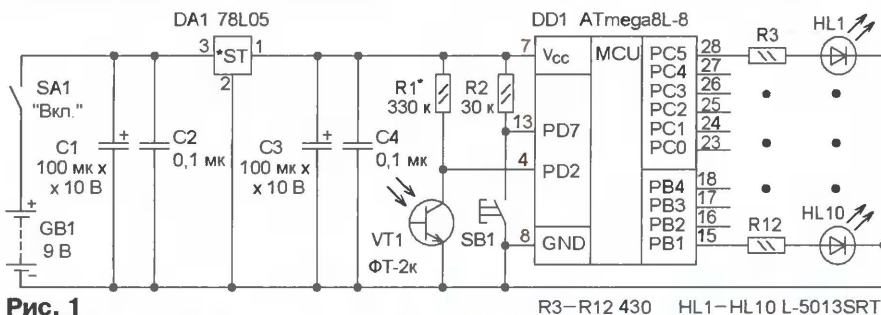 DA1 78L05
DD1 ATmega8L-8
HL1
3
*ST
1
2
7
Vcc
MCU
PC5
28
R3
PC4
27
PC3
26
PC2
25
PC1
24
PC0
23
SA1
"Вкл."
R1*
330 к
R2
30 к
13
PD7
4
PD2
C1
100 мк х
х 10 В
+
C2
0,1 мк
C3
100 мк х
х 10 В
+
C4
0,1 мк
PB4
18
PB3
17
PB2
16
PB1
15
R12
HL10
+
GB1
9 В
−
VT1
ФТ-2к
SB1
8
GND
Рис. 1
R3−R12 430 HL1−HL10 L-5013SRT